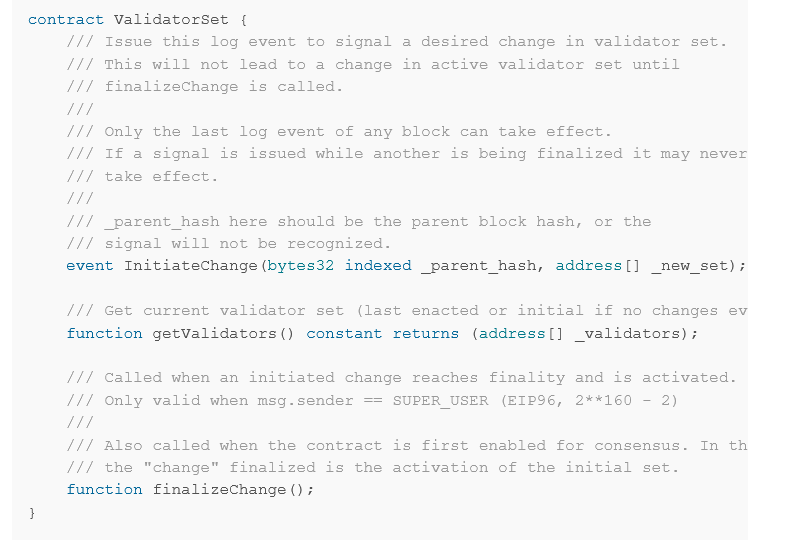 contract ValidatorSet {
/// Issue this log event to signal a desired change in validator set.
/// This will not lead to a change in active validator set until
/// finalizeChange is called.
///
/// Only the last log event of any block can take effect.
/// If a signal is issued while another is being finalized it may never
/// take effect.
///
/// _parent_hash here should be the parent block hash, or the
/// signal will not be recognized.
event InitiateChange(bytes32 indexed _parent_hash, address[] _new_set);
/// Get current validator set (last enacted or initial if no changes ev
function getValidators() constant returns (address[] _validators);
/// Called when an initiated change reaches finality and is activated.
/// Only valid when msg.sender == SUPER_USER (EIP96, 2**160 - 2)
///
/// Also called when the contract is first enabled for consensus. In th
/// the "change" finalized is the activation of the initial set.
function finalizeChange();
}